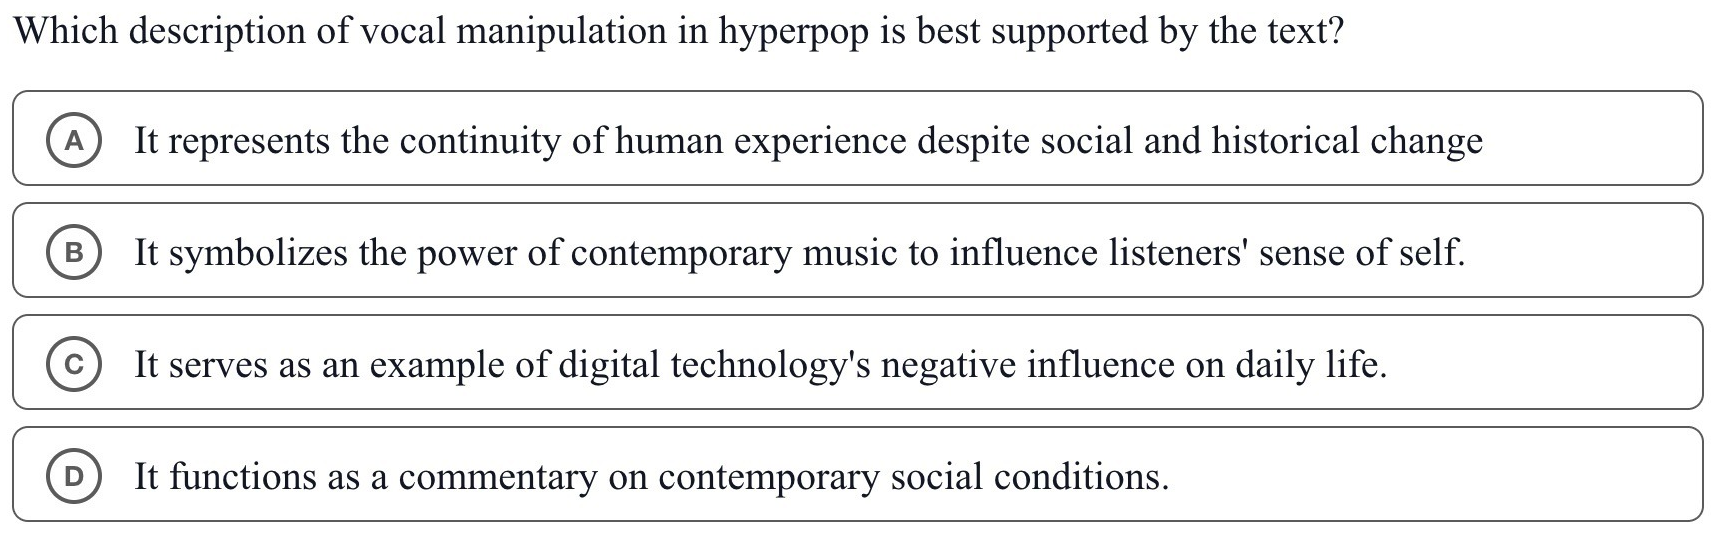 Which description of vocal manipulation in hyperpop is best supported by the text?
A It represents the continuity of human experience despite social and historical change
B It symbolizes the power of contemporary music to influence listeners' sense of self.
C It serves as an example of digital technology's negative influence on daily life.
D It functions as a commentary on contemporary social conditions.